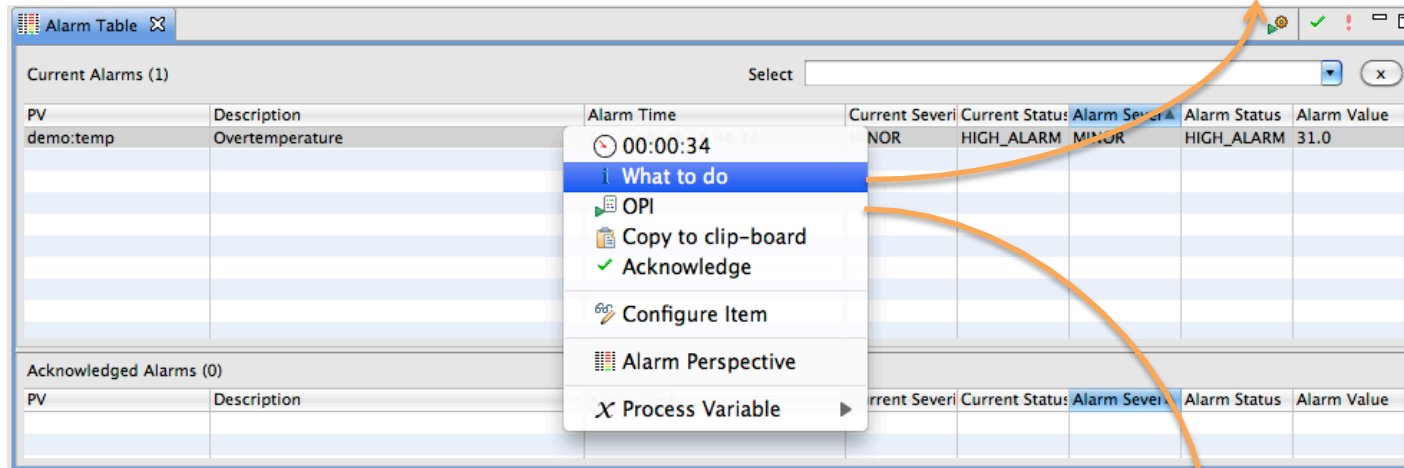 Alarm Table
Current Alarms (1) Select x
PV Description Alarm Time Current Severi Current Status Alarm Sever Alarm Status Alarm Value
demo:temp Overtemperature NOR HIGH_ALARM MINOR HIGH_ALARM 31.0
00:00:34
i What to do
OPI
Copy to clip-board
Acknowledge
Configure Item
Alarm Perspective
X Process Variable
Acknowledged Alarms (0)
PV Description rrent Severi Current Status Alarm Severi Alarm Status Alarm Value